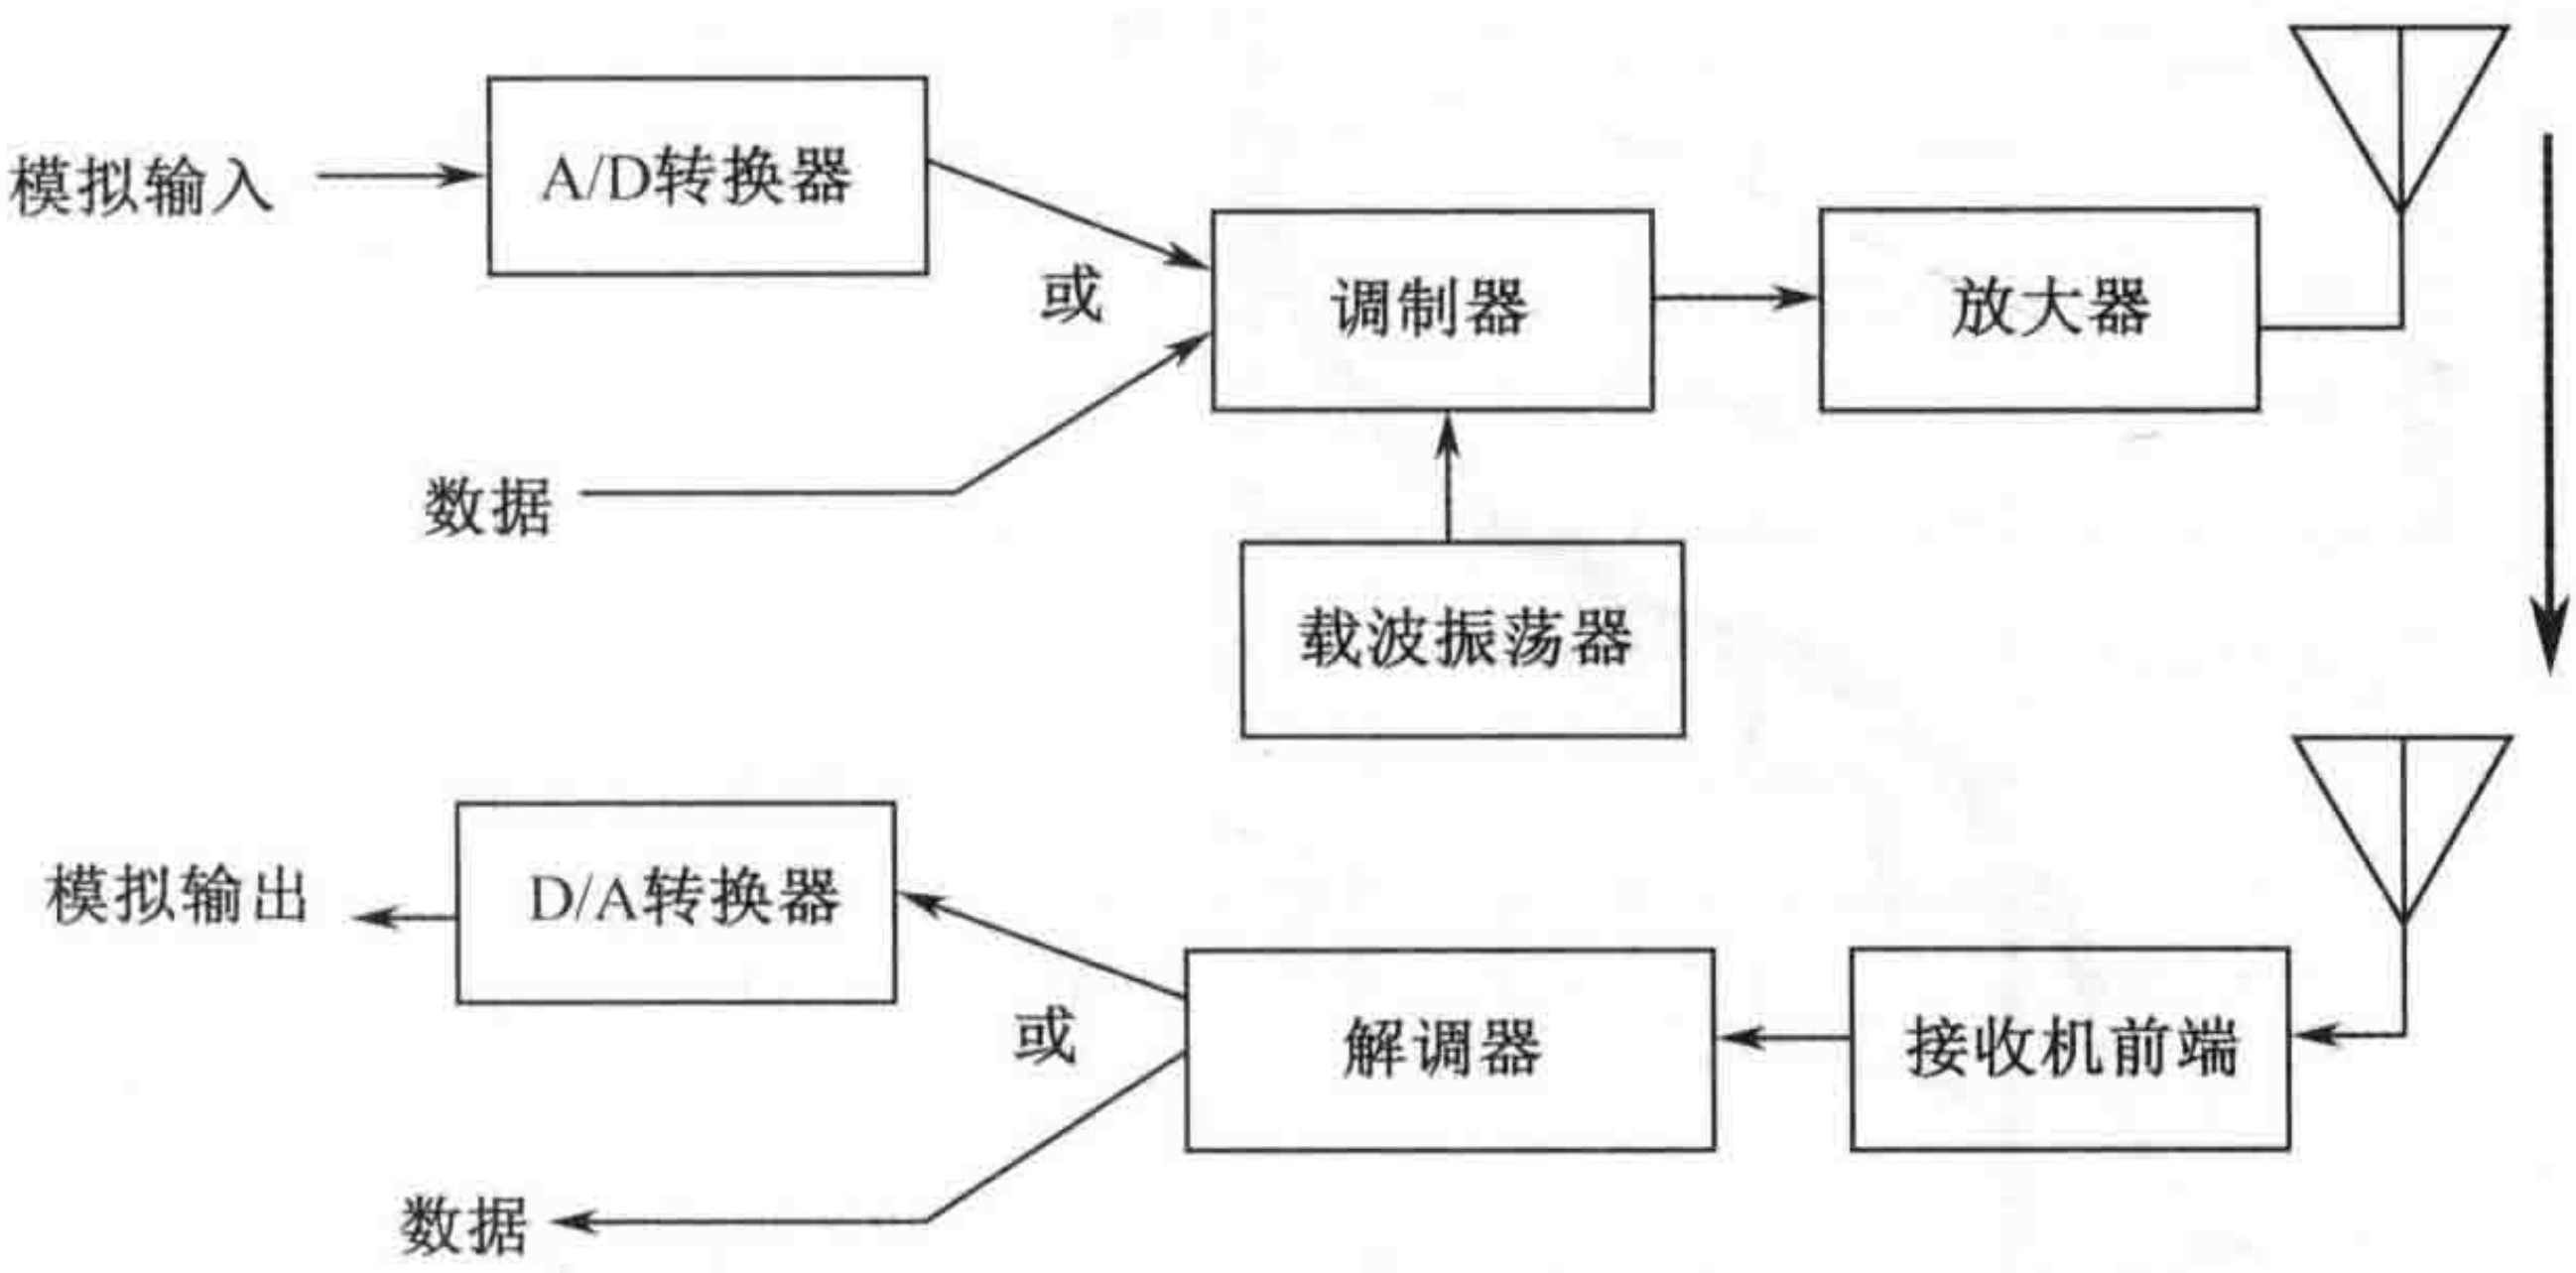 模拟输入
A/D转换器
或
调制器
放大器
数据
载波振荡器
模拟输出
D/A转换器
或
解调器
接收机前端
数据